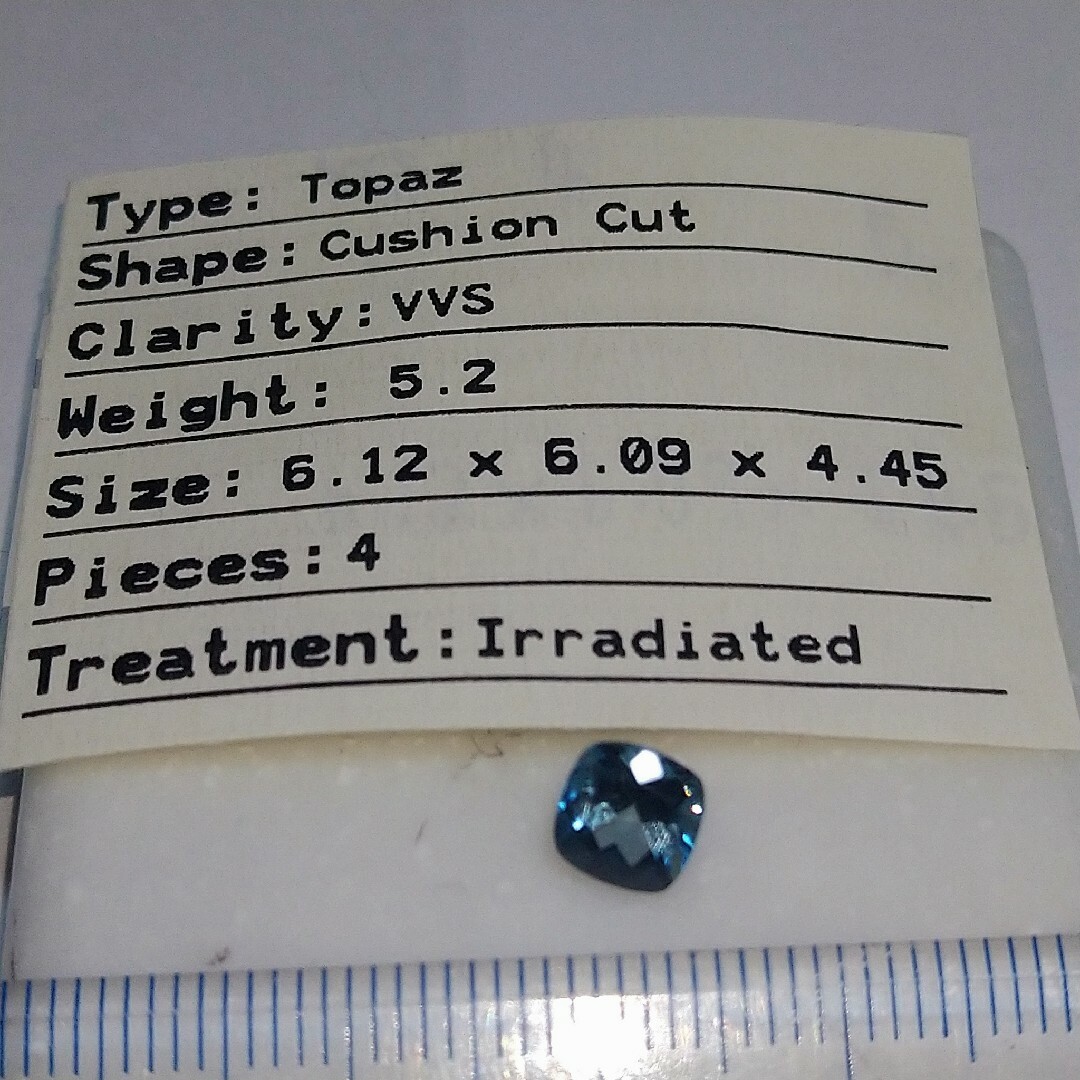 Type: Topaz
Shape: Cushion Cut
Clarity: VVS
Weight: 5.2
Size: 6.12 x 6.09 x 4.45
Pieces: 4
Treatment: Irradiated